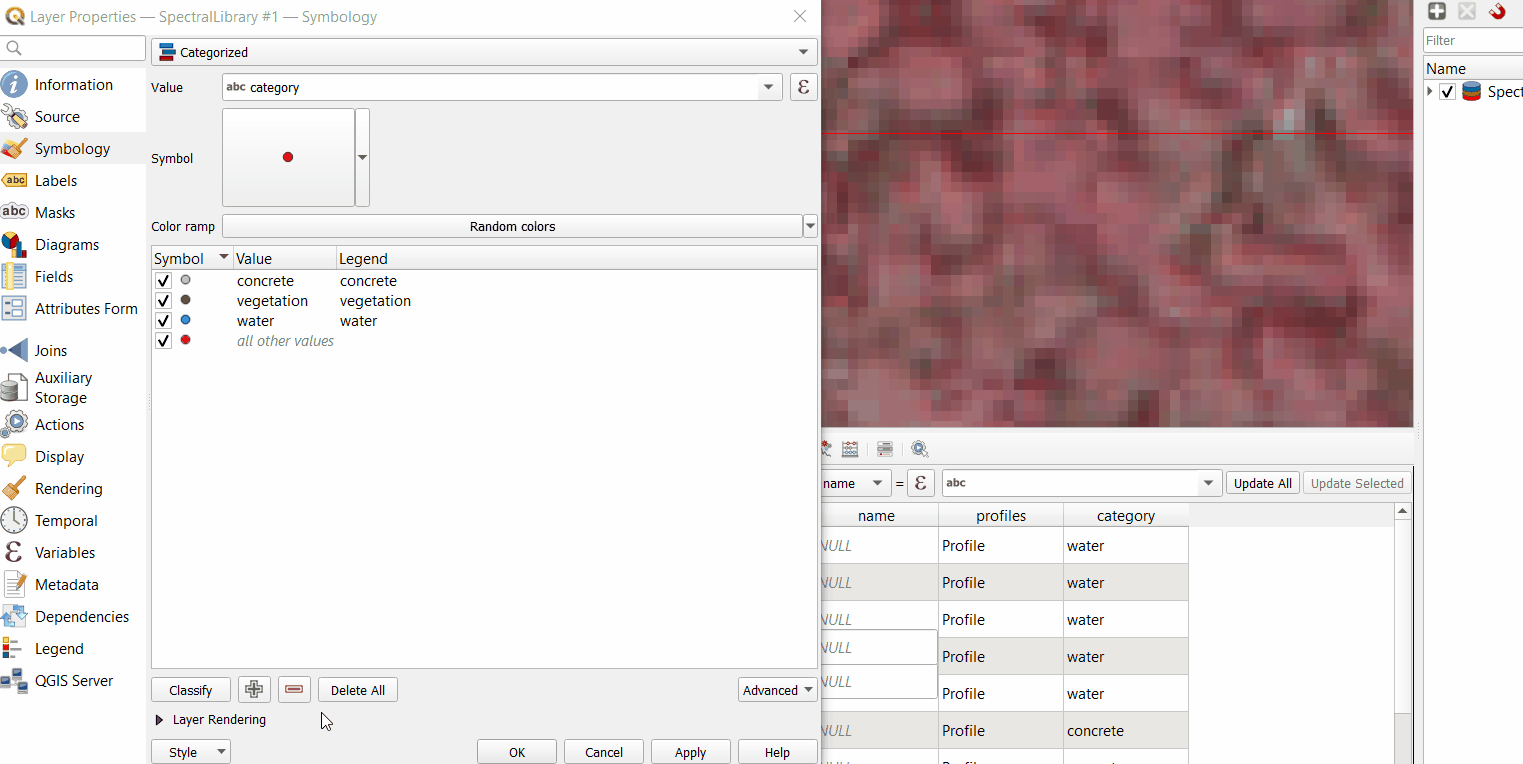 Layer Properties — SpectralLibrary #1 — Symbology
Information
Source
Symbology
abc Labels
abc Masks
Diagrams
Fields
Attributes Form
Joins
Auxiliary
Storage
Actions
Display
Rendering
Temporal
Variables
Metadata
Dependencies
Legend
QGIS Server
Categorized
Value abc category ε
Symbol
Color ramp Random colors
Symbol Value Legend
concrete concrete
vegetation vegetation
water water
all other values
Classify Delete All Advanced
Layer Rendering
Style OK Cancel Apply Help
name = ε abc Update All Update Selected
name profiles category
NULL Profile water
NULL Profile water
NULL Profile water
NULL
Profile water
NULL
Profile water
NULL Profile concrete
Filter
Name
Spect